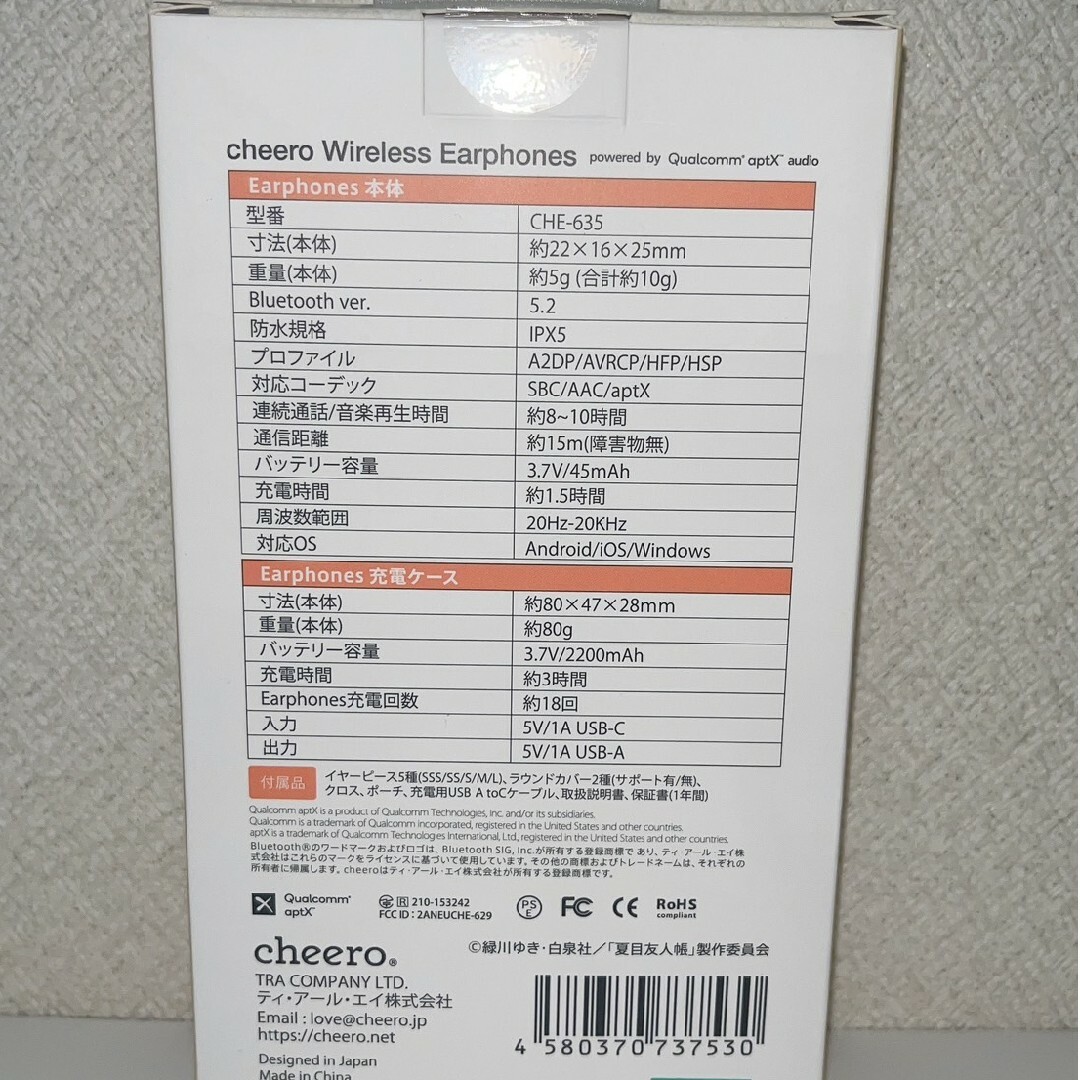 cheero Wireless Earphones powered by Qualcomm® aptX™ audio
Earphones 本体
型番 CHE-635
寸法(本体) 約22×16×25mm
重量(本体) 約5g (合計約10g)
Bluetooth ver. 5.2
防水規格 IPX5
プロファイル A2DP/AVRCP/HFP/HSP
対応コーデック SBC/AAC/aptX
連続通話/音楽再生時間 約8~10時間
通信距離 約15m(障害物無)
バッテリー容量 3.7V/45mAh
充電時間 約1.5時間
周波数範囲 20Hz-20KHz
対応OS Android/iOS/Windows
Earphones 充電ケース
寸法(本体) 約80×47×28mm
重量(本体) 約80g
バッテリー容量 3.7V/2200mAh
充電時間 約3時間
Earphones充電回数 約18回
入力 5V/1A USB-C
出力 5V/1A USB-A
付属品 イヤーピース5種(SSS/SS/S/M/L)、ラウンドカバー2種(サポート有/無)、
クロス、ポーチ、充電用USB A toCケーブル、取扱説明書、保証書(1年間)
Qualcomm aptX is a product of Qualcomm Technologies, Inc. and/or its subsidiaries.
Qualcomm is a trademark of Qualcomm Incorporated, registered in the United States and other countries.
aptX is a trademark of Qualcomm Technologies International, Ltd., registered in the United States and other countries.
Bluetooth®のワードマークおよびロゴは、Bluetooth SIG, Inc.が所有する登録商標であり、ティ・アール・エイ株
式会社はこれらのマークをライセンスに基づいて使用しています。その他の商標およびトレードネームは、それぞれの
所有者に帰属します。cheeroはティ・アール・エイ株式会社が所有する登録商標です。
Qualcomm® aptX™
R 210-153242
FCC ID : 2ANEUCHE-629
PSE FC CE RoHS compliant
cheero®
©緑川ゆき・白泉社／「夏目友人帳」製作委員会
TRA COMPANY LTD.
ティ・アール・エイ株式会社
Email : love@cheero.jp
https://cheero.net
4 580370 737530
Designed in Japan
Made in China